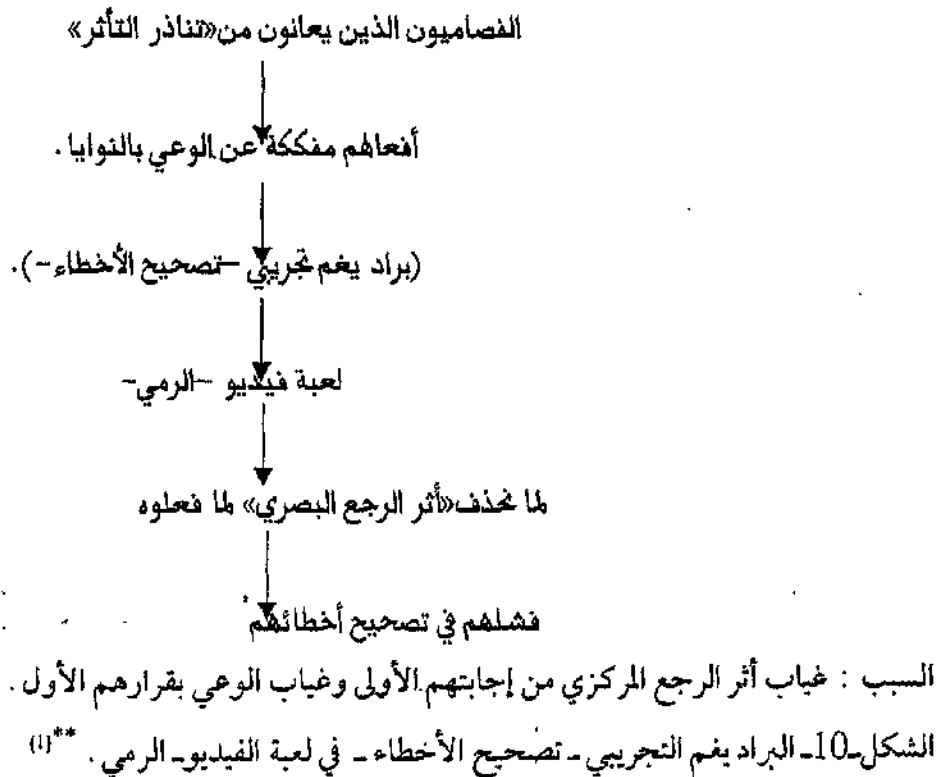 الفصاميون الذين يعانون من«تناذر التأثر»
أفعالهم مفككة عن الوعي بالنوايا .
(براد يغم تجريبي –تصحيح الأخطاء–).
لعبة فيديو –الرمي–
لما نحذف«أثر الرجع البصري» لما فعلوه
فشلهم في تصحيح أخطائهم
السبب : غياب أثر الرجع المركزي من إجابتهم الأولى وغياب الوعي بقرارهم الأول .
الشكل-10- البراد يغم التجريبي - تصحيح الأخطاء - في لعبة الفيديو- الرمي . **(1)